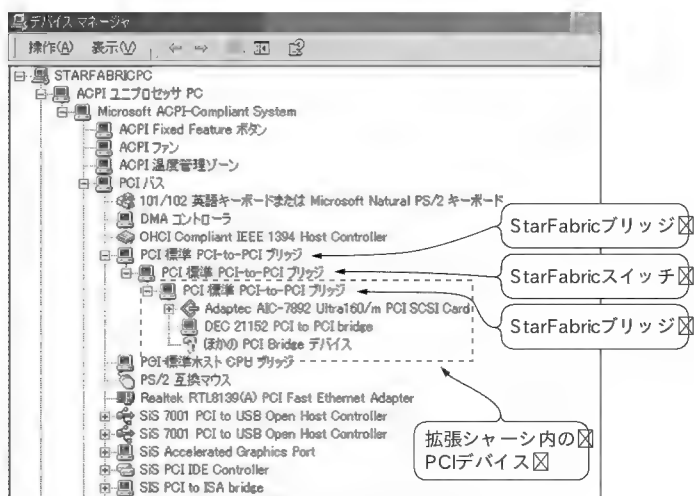 デバイス マネージャ
操作(A) 表示(V)
STARFABRICPC
ACPI ユニプロセッサ PC
Microsoft ACPI-Compliant System
ACPI Fixed Feature ボタン
ACPI ファン
ACPI 温度管理ゾーン
PCI バス
101/102 英語キーボードまたは Microsoft Natural PS/2 キーボード
DMA コントローラ
OHCI Compliant IEEE 1394 Host Controller
PCI 標準 PCI-to-PCI ブリッジ
StarFabricブリッジ
PCI 標準 PCI-to-PCI ブリッジ
StarFabricスイッチ
PCI 標準 PCI-to-PCI ブリッジ
StarFabricブリッジ
Adaptec AIC-7892 Ultra160/m PCI SCSI Card
DEC 21152 PCI to PCI bridge
ほかの PCI Bridge デバイス
PCI 標準ホスト CPU ブリッジ
PS/2 互換マウス
Realtek RTL8139(A) PCI Fast Ethernet Adapter
SiS 7001 PCI to USB Open Host Controller
SiS 7001 PCI to USB Open Host Controller
SiS Accelerated Graphics Port
SiS PCI IDE Controller
SIS PCI to ISA bridge
拡張シャーシ内の
PCIデバイス